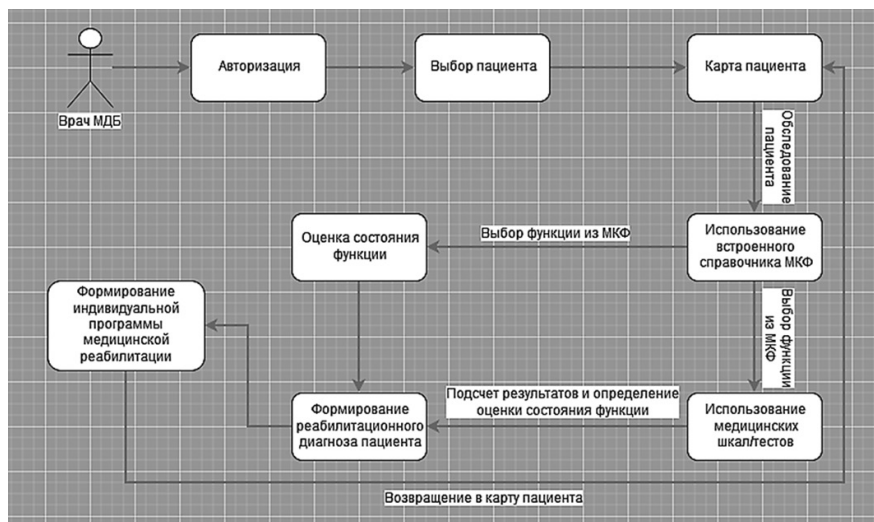 Врач МДБ
Авторизация
Выбор пациента
Карта пациента
Обследование
пациента
Использование
встроенного
справочника МКФ
Выбор функции из МКФ
Оценка состояния
функции
Выбор функции
из МКФ
Использование
медицинских
шкал/тестов
Подсчет результатов и определение
оценки состояния функции
Формирование
реабилитационного
диагноза пациента
Формирование
индивидуальной
программы
медицинской
реабилитации
Возвращение в карту пациента